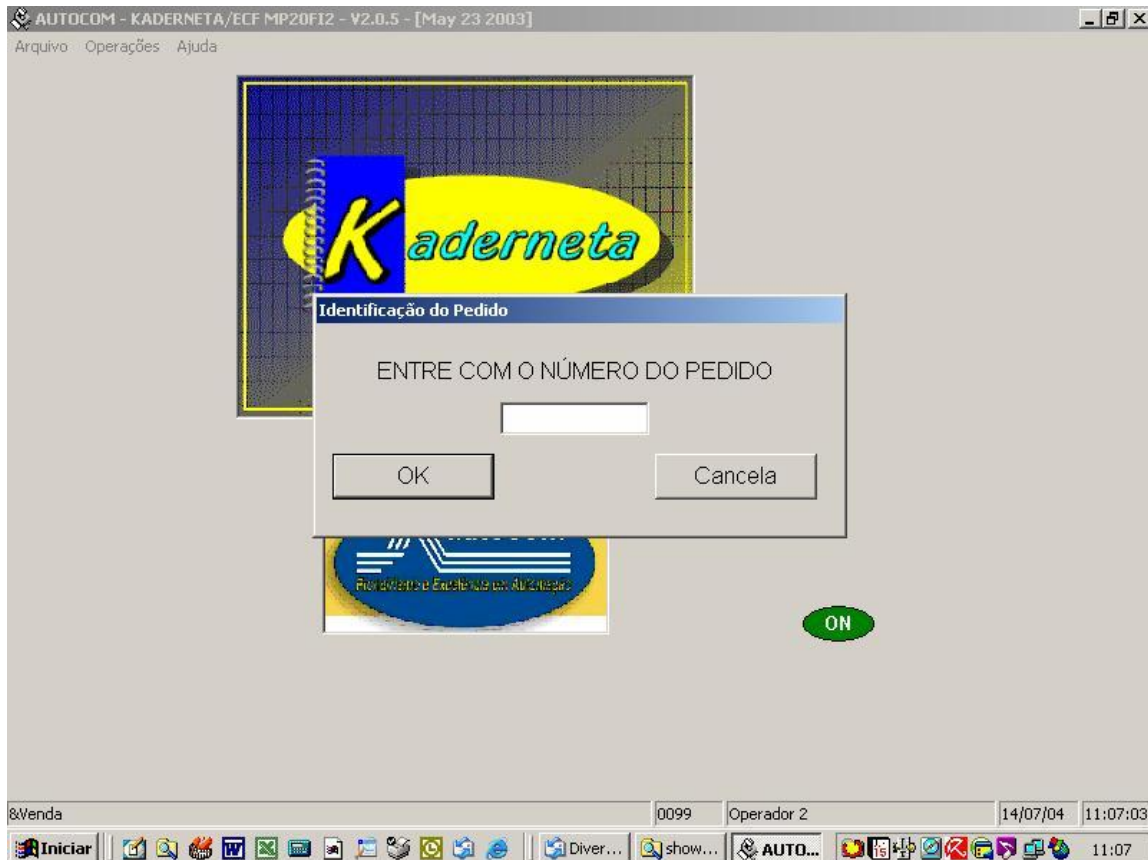 AUTOCOM - KADERNETA/ECF MP20FI2 - V2.0.5 - [May 23 2003]
Arquivo Operações Ajuda
Kaderneta
Identificação do Pedido
ENTRE COM O NÚMERO DO PEDIDO
OK Cancela
ON
&Venda 0099 Operador 2 14/07/04 11:07:03
Iniciar Diver... show... AUTO... 11:07